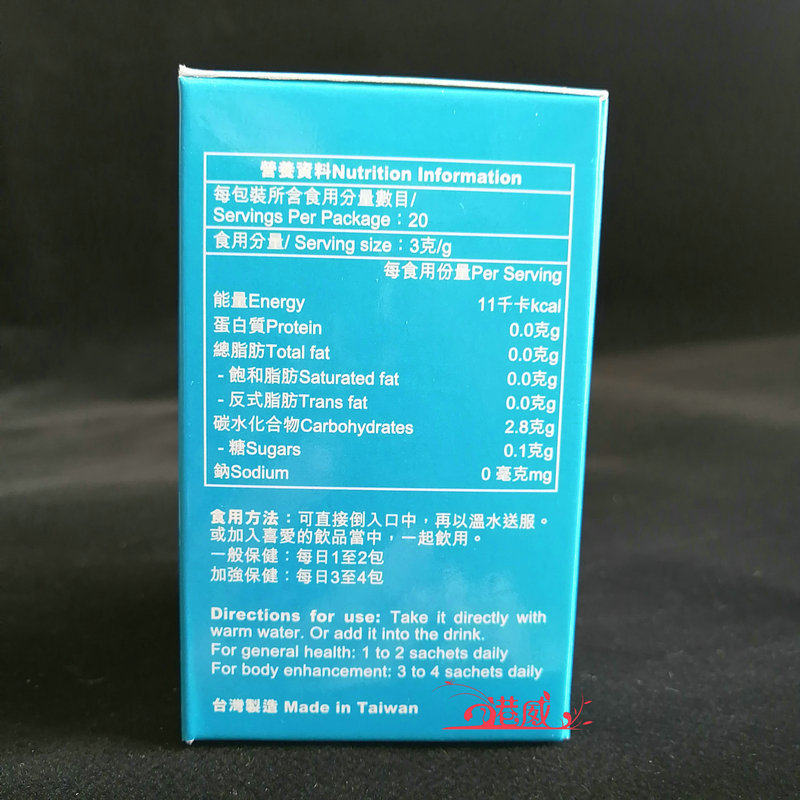 營養資料Nutrition Information
每包裝所含食用分量數目/
Servings Per Package：20
食用分量/ Serving size：3克/g
每食用份量Per Serving
能量Energy 11千卡kcal
蛋白質Protein 0.0克g
總脂肪Total fat 0.0克g
- 飽和脂肪Saturated fat 0.0克g
- 反式脂肪Trans fat 0.0克g
碳水化合物Carbohydrates 2.8克g
- 糖Sugars 0.1克g
鈉Sodium 0 毫克mg
食用方法：可直接倒入口中，再以溫水送服。
或加入喜愛的飲品當中，一起飲用。
一般保健：每日1至2包
加強保健：每日3至4包
Directions for use: Take it directly with
warm water. Or add it into the drink.
For general health: 1 to 2 sachets daily
For body enhancement: 3 to 4 sachets daily
台灣製造 Made in Taiwan
港威